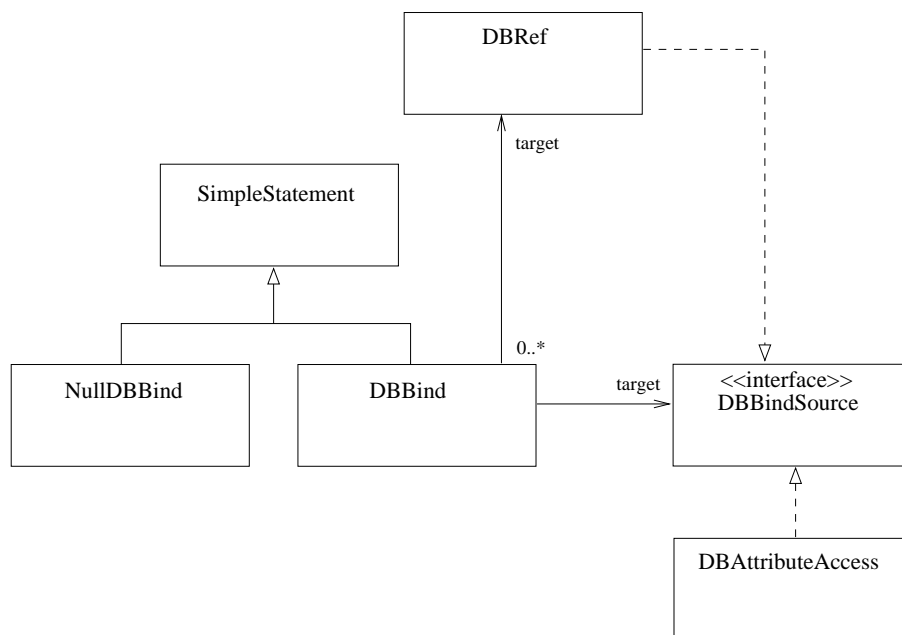 DBRef
target
SimpleStatement
0..*
NullDBBind
DBBind
target
<<interface>>
DBBindSource
DBAttributeAccess